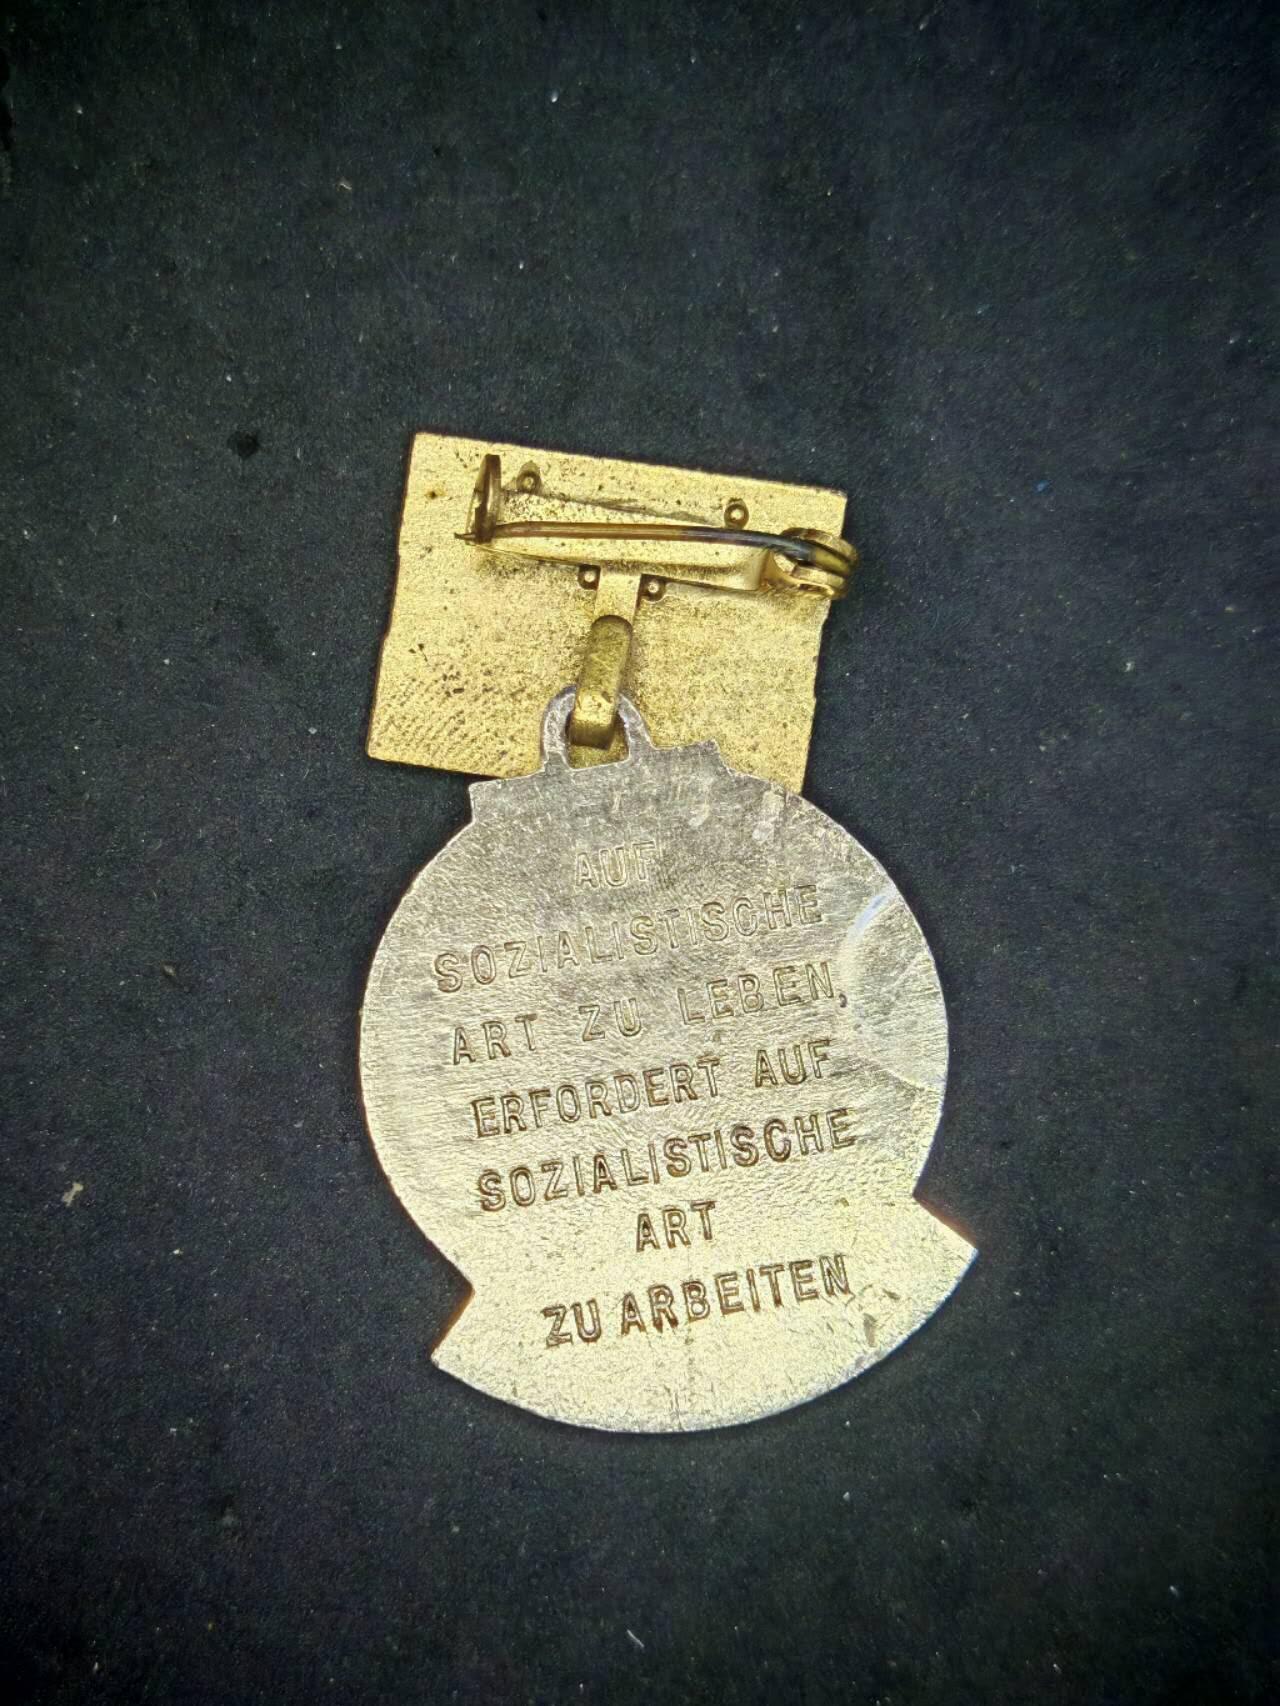 AUF
SOZIALISTISCHE
ART ZU LEBEN,
ERFORDERT AUF
SOZIALISTISCHE
ART
ZU ARBEITEN